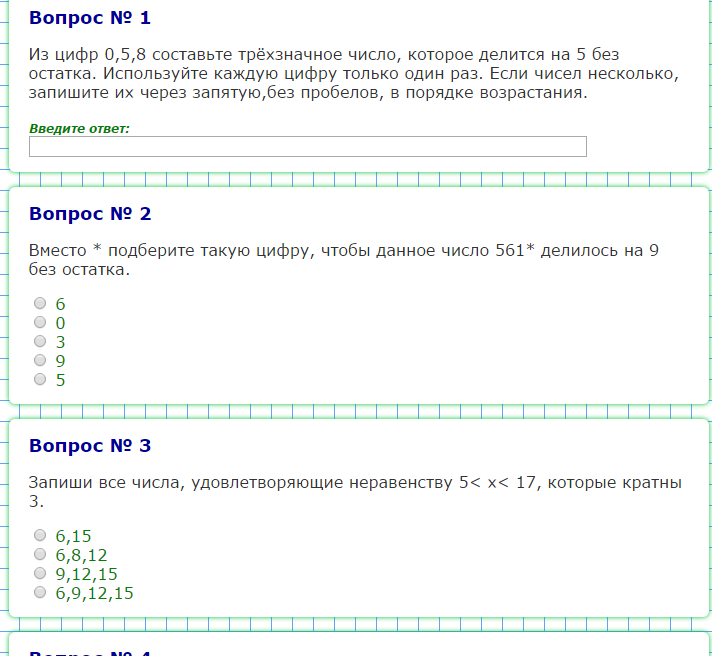 Вопрос № 1
Из цифр 0,5,8 составьте трёхзначное число, которое делится на 5 без
остатка. Используйте каждую цифру только один раз. Если чисел несколько,
запишите их через запятую,без пробелов, в порядке возрастания.
Введите ответ:
Вопрос № 2
Вместо * подберите такую цифру, чтобы данное число 561* делилось на 9
без остатка.
6
0
3
9
5
Вопрос № 3
Запиши все числа, удовлетворяющие неравенству 5< х< 17, которые кратны
3.
6,15
6,8,12
9,12,15
6,9,12,15
Вопрос № 4